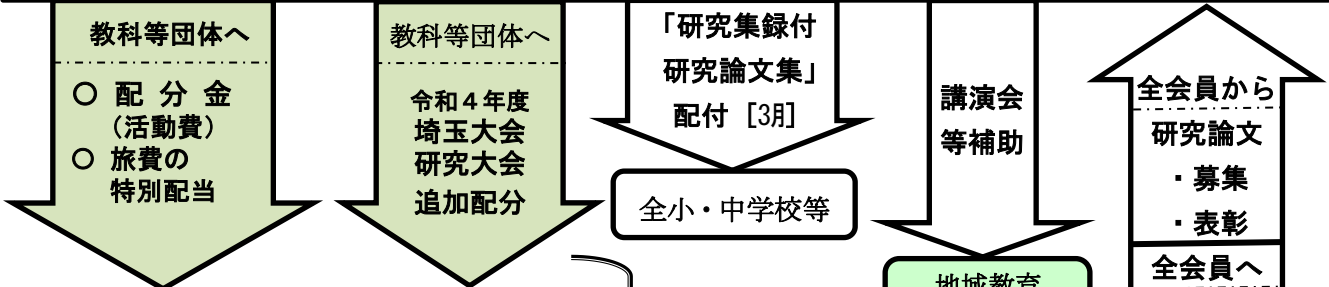 教科等団体へ
○ 配 分 金
（活動費）
○ 旅費の
特別配当
教科等団体へ
令和４年度
埼玉大会
研究大会
追加配分
「研究集録付
研究論文集」
配付［3月］
全小・中学校等
講演会
等補助
地域教育
全会員から
研究論文
・募集
・表彰
全会員へ